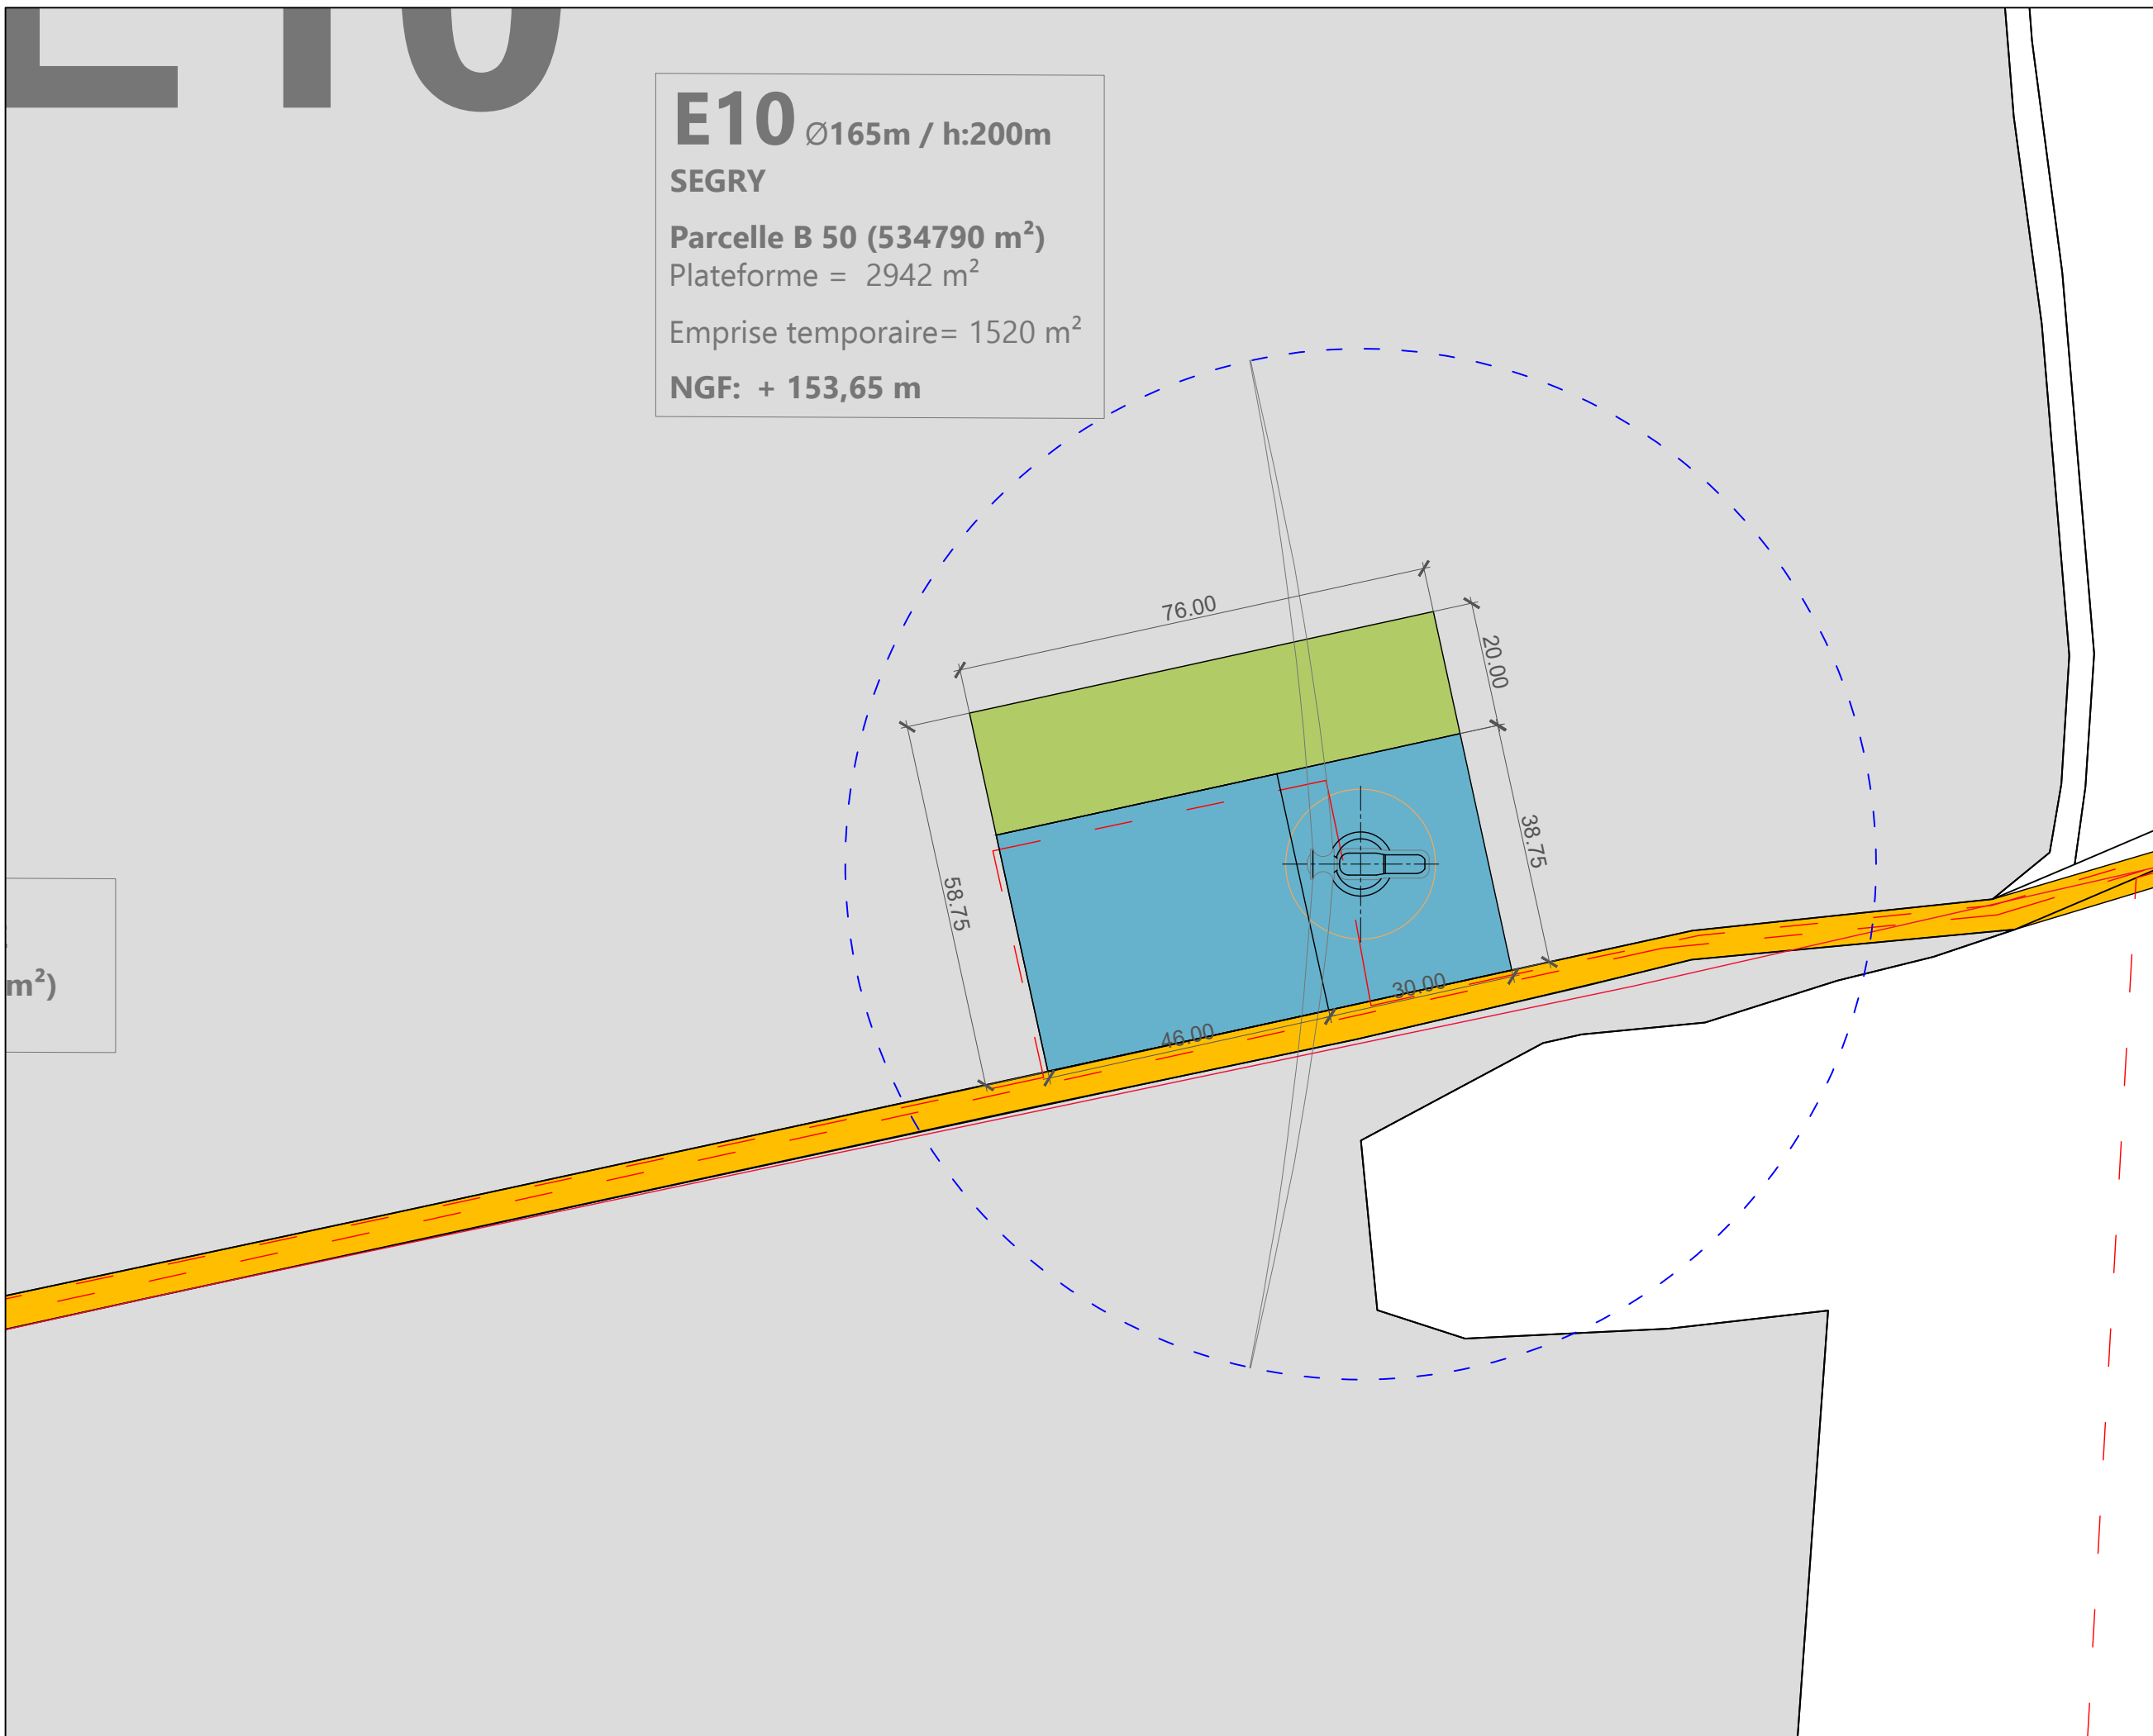 E10
E10 Ø165m / h:200m
SEGRY
Parcelle B 50 (534790 m²)
Plateforme = 2942 m²
Emprise temporaire= 1520 m²
NGF: + 153,65 m
76.00
20.00
38.75
58.75
30.00
46.00
m²)